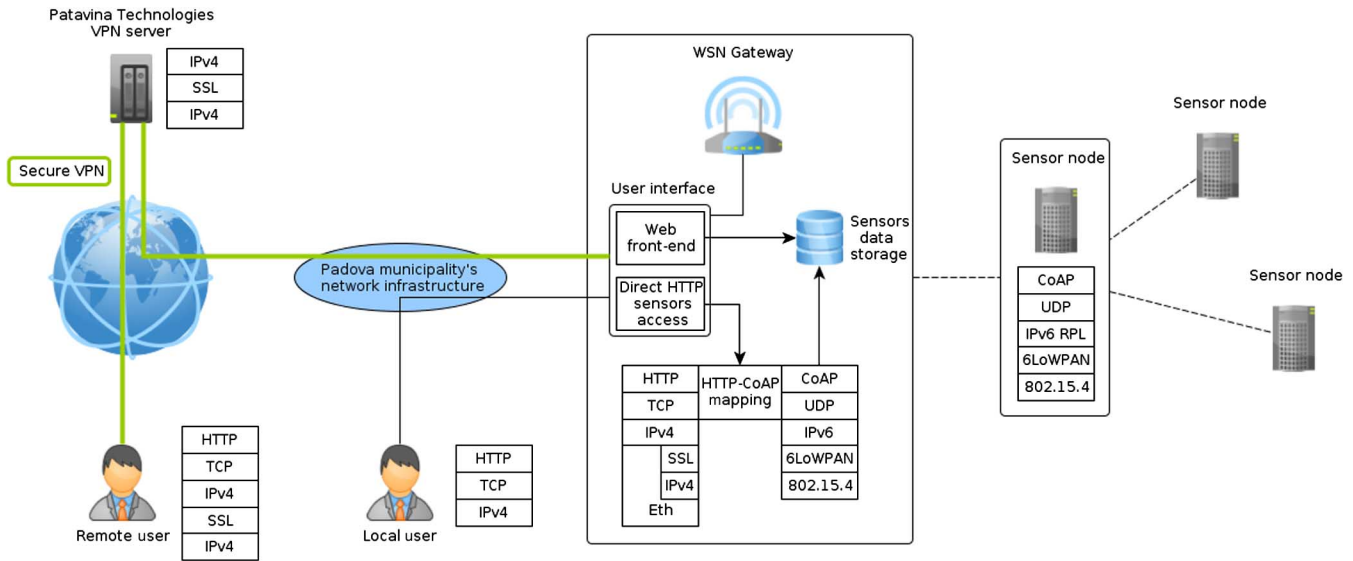 Patavina Technologies
VPN server
IPv4
SSL
IPv4
Secure VPN
Remote user
HTTP
TCP
IPv4
SSL
IPv4
Padova municipality's
network infrastructure
Local user
HTTP
TCP
IPv4
WSN Gateway
User interface
Web
front-end
Direct HTTP
sensors
access
Sensors
data
storage
HTTP
TCP
IPv4
SSL
IPv4
Eth
HTTP-CoAP
mapping
CoAP
UDP
IPv6
6LoWPAN
802.15.4
Sensor node
CoAP
UDP
IPv6 RPL
6LoWPAN
802.15.4
Sensor node
Sensor node